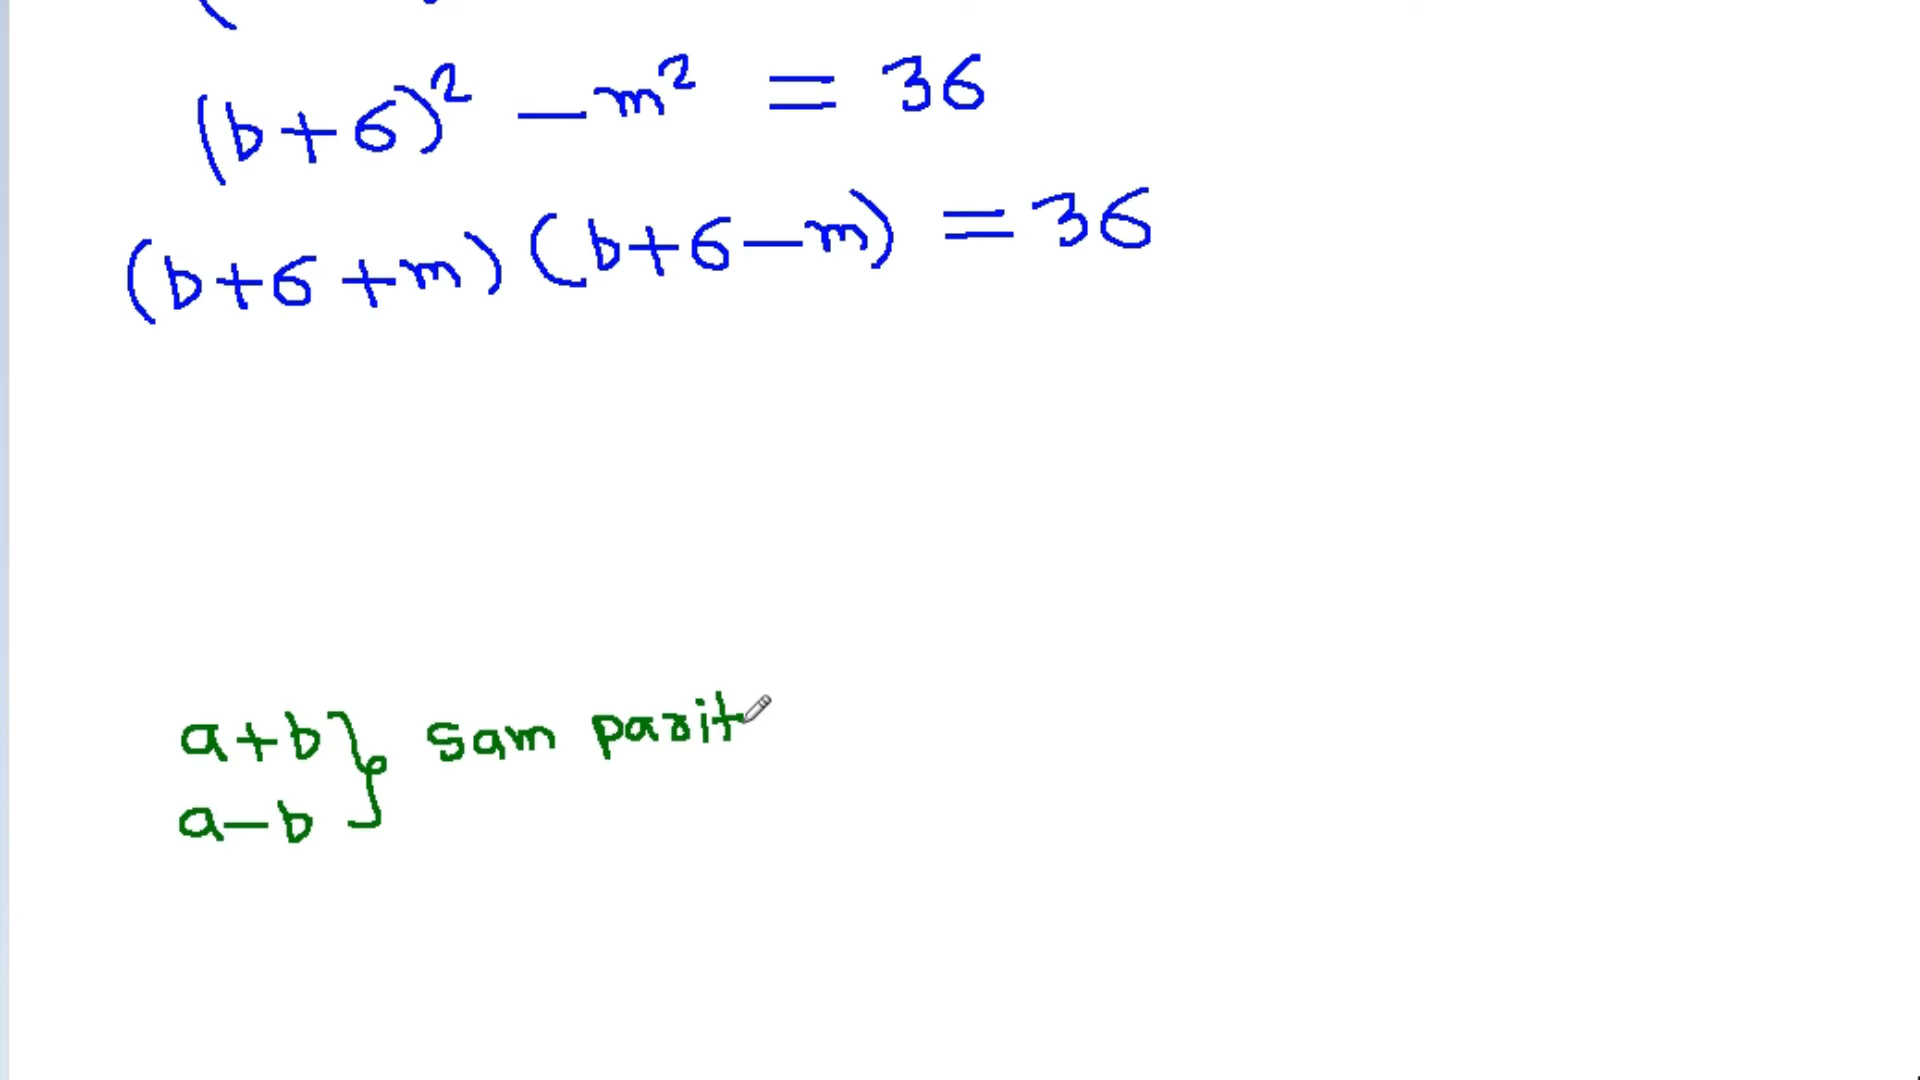 (b+6)² - m² = 36
(b+6+m)(b+6-m) = 36
a+b } sam parit
a-b